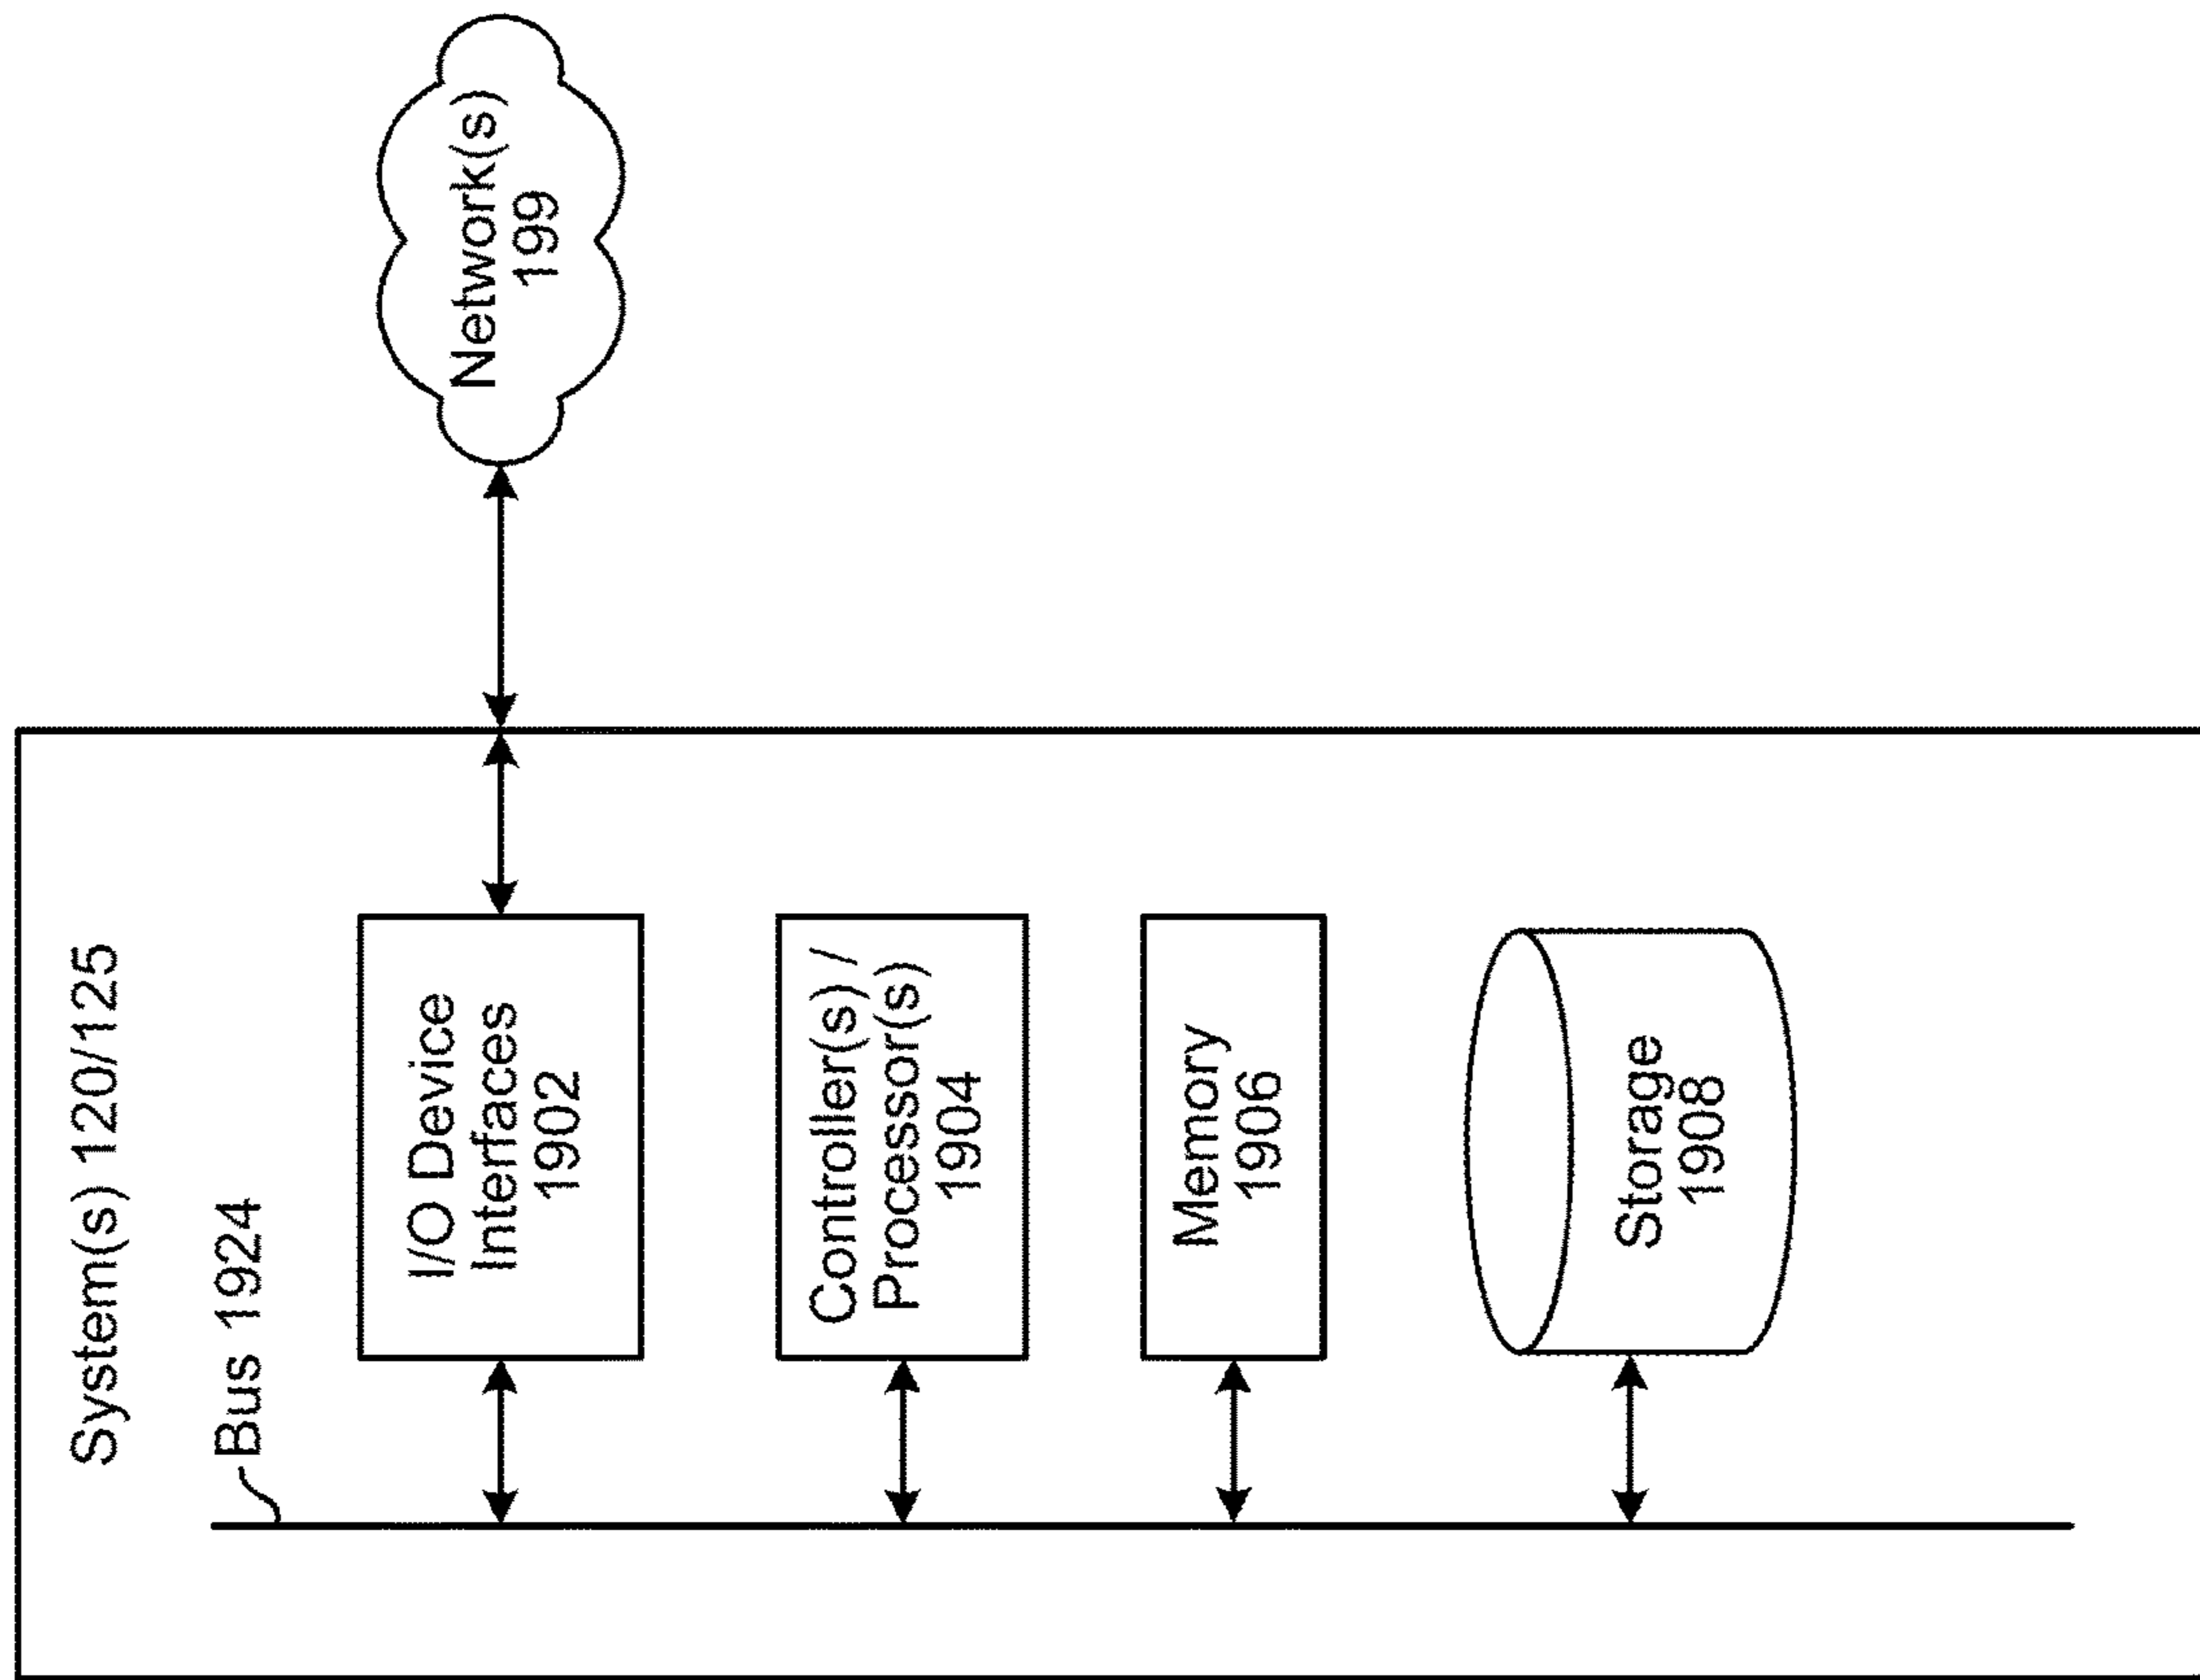 System(s) 120/125
Bus 1924
I/O Device
Interfaces
1902
Controller(s) /
Processor(s)
1904
Memory
1906
Storage
1908
Network(s)
199